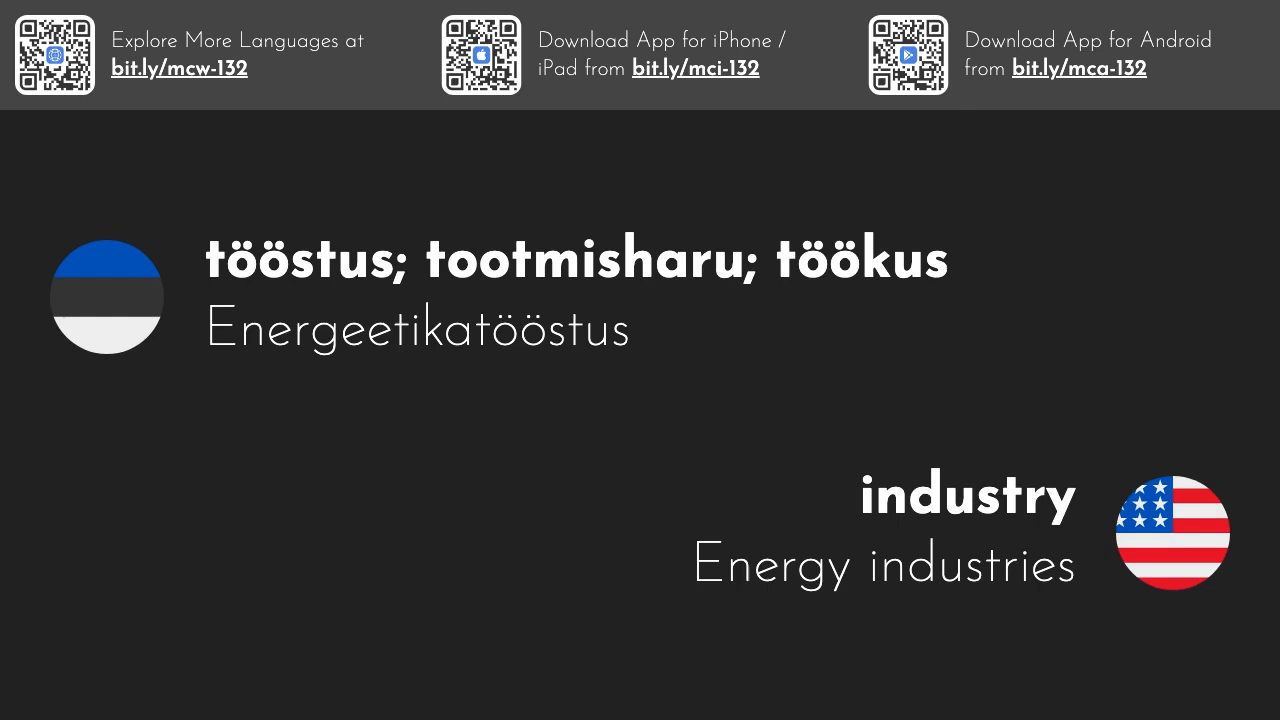 Explore More Languages at
bit.ly/mcw-132
Download App for iPhone /
iPad from bit.ly/mci-132
Download App for Android
from bit.ly/mca-132
tööstus; tootmisharu; töökus
Energeetikatööstus
industry
Energy industries